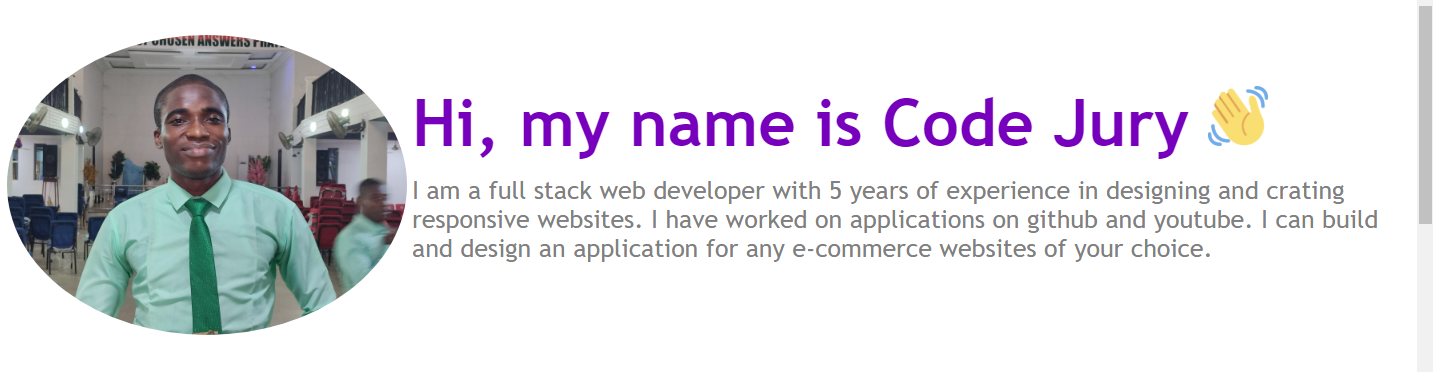 CHOSEN ANSWERS
Hi, my name is Code Jury 👋
I am a full stack web developer with 5 years of experience in designing and crating
responsive websites. I have worked on applications on github and youtube. I can build
and design an application for any e-commerce websites of your choice.